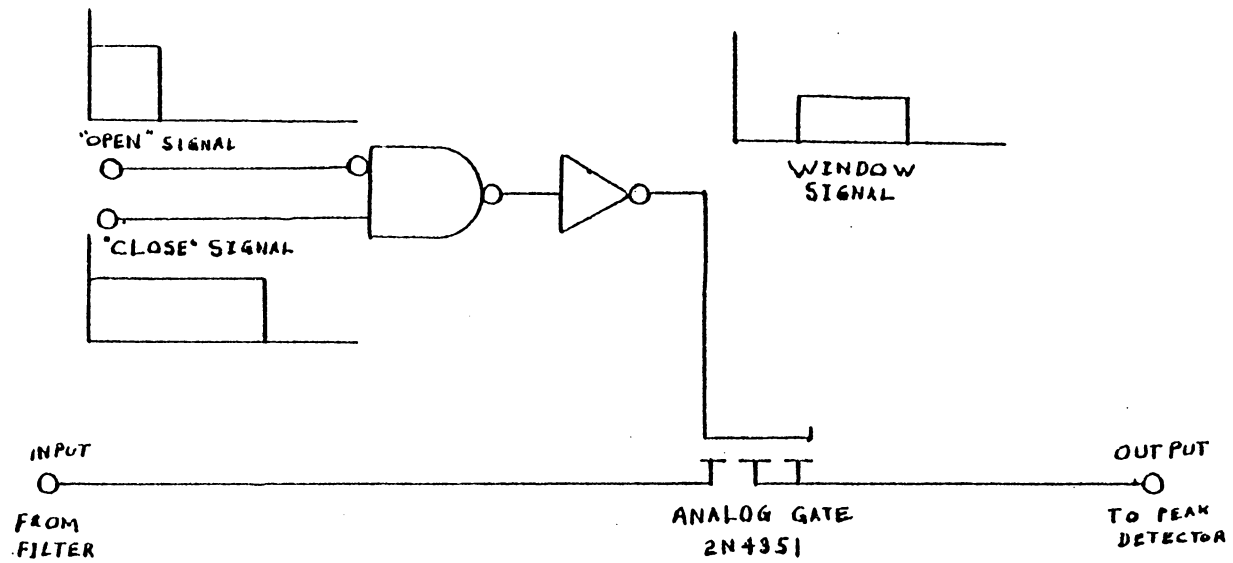 "OPEN" SIGNAL
"CLOSE" SIGNAL
WINDOW
SIGNAL
INPUT
FROM
FILTER
ANALOG GATE
2N4351
OUTPUT
TO PEAK
DETECTOR